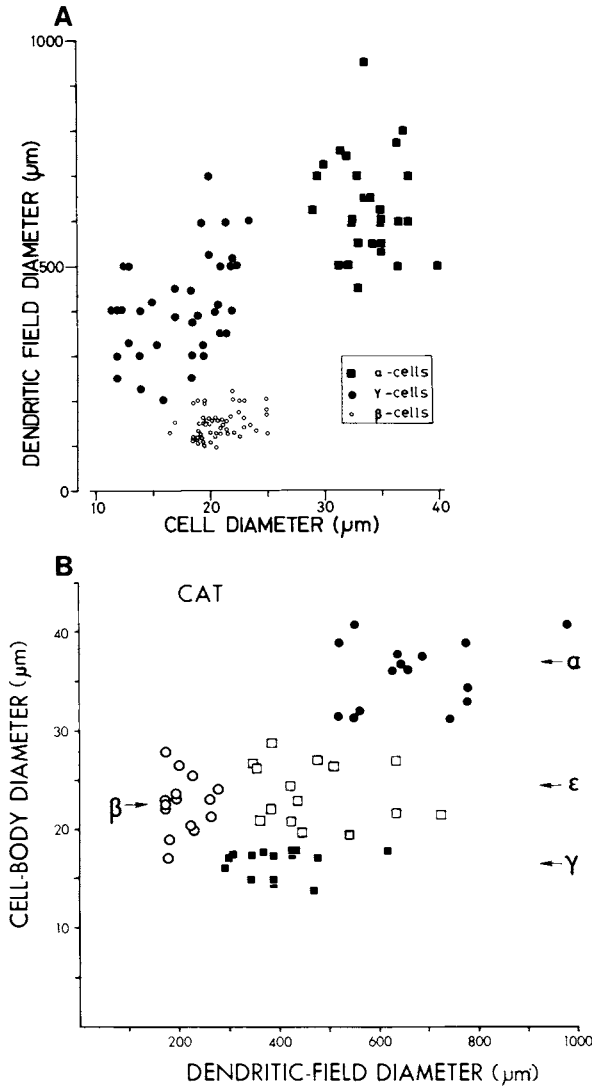 A
1000
500
0
DENDRITIC FIELD DIAMETER (μm)
α-cells
γ-cells
β-cells
10 20 30 40
CELL DIAMETER (μm)
B
CAT
40
30
20
10
CELL-BODY DIAMETER (μm)
α
ε
β
γ
200 400 600 800 1000
DENDRITIC-FIELD DIAMETER (μm)